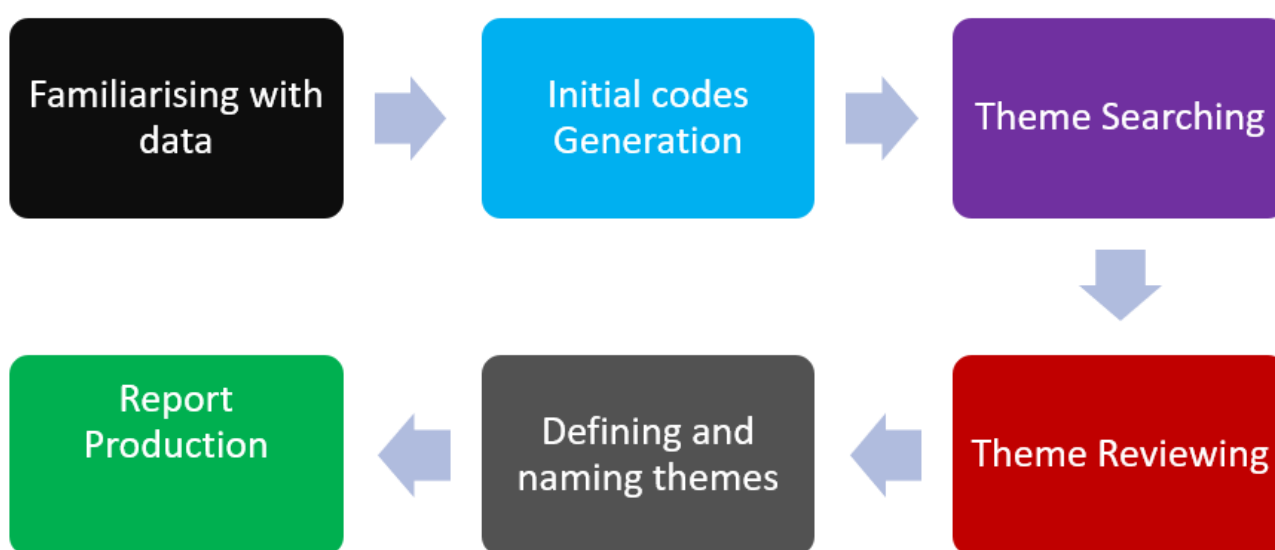 Familiarising with
data
Initial codes
Generation
Theme Searching
Theme Reviewing
Defining and
naming themes
Report
Production